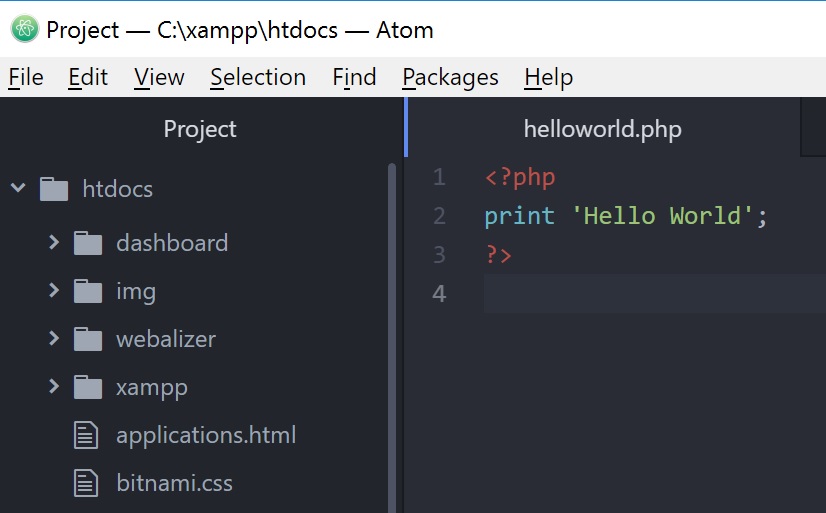 Project — C:\xampp\htdocs — Atom
File Edit View Selection Find Packages Help
Project
htdocs
dashboard
img
webalizer
xampp
applications.html
bitnami.css
helloworld.php
1 <?php
2 print 'Hello World';
3 ?>
4